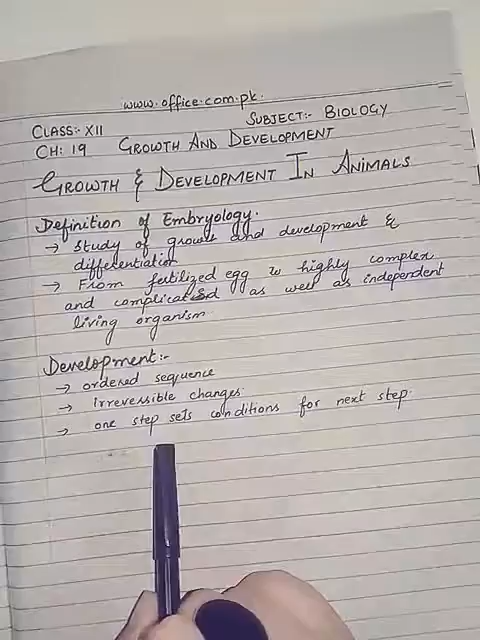 www.office.com.pk.
CLASS:- XII
SUBJECT:- BIOLOGY
CH: 19 GROWTH AND DEVELOPMENT
GROWTH & DEVELOPMENT IN ANIMALS
Definition of Embryology.
→ Study of growth and development &
differentiation
→ From fertilized egg to highly complex
and complicated as well as independent
living organism.
Development:-
→ ordered sequence
→ Irreversible changes.
→ one step sets conditions for next step.